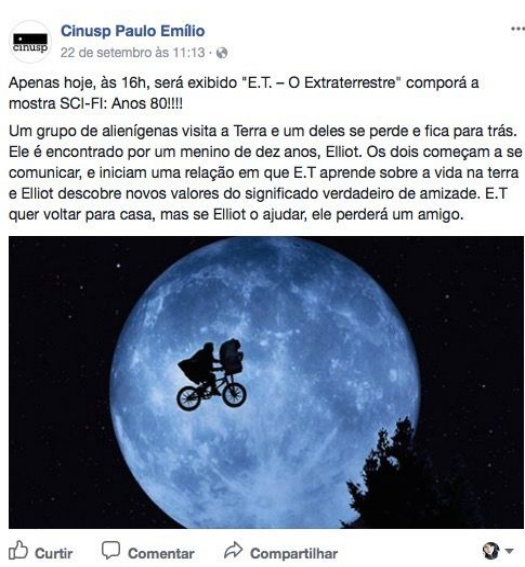 cinusp
Cinusp Paulo Emílio
22 de setembro às 11:13 ·
Apenas hoje, às 16h, será exibido "E.T. – O Extraterrestre" comporá a
mostra SCI-FI: Anos 80!!!!
Um grupo de alienígenas visita a Terra e um deles se perde e fica para trás.
Ele é encontrado por um menino de dez anos, Elliot. Os dois começam a se
comunicar, e iniciam uma relação em que E.T aprende sobre a vida na terra
e Elliot descobre novos valores do significado verdadeiro de amizade. E.T
quer voltar para casa, mas se Elliot o ajudar, ele perderá um amigo.
Curtir Comentar Compartilhar